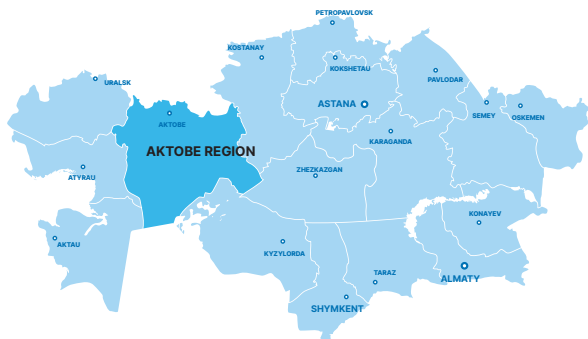 PETROPAVLOVSK
KOSTANAY
KOKSHETAU
URALSK
PAVLODAR
ASTANA
SEMEY
OSKEMEN
AKTOBE
KARAGANDA
AKTOBE REGION
ZHEZKAZGAN
ATYRAU
KONAYEV
AKTAU
KYZYLORDA
TARAZ
ALMATY
SHYMKENT